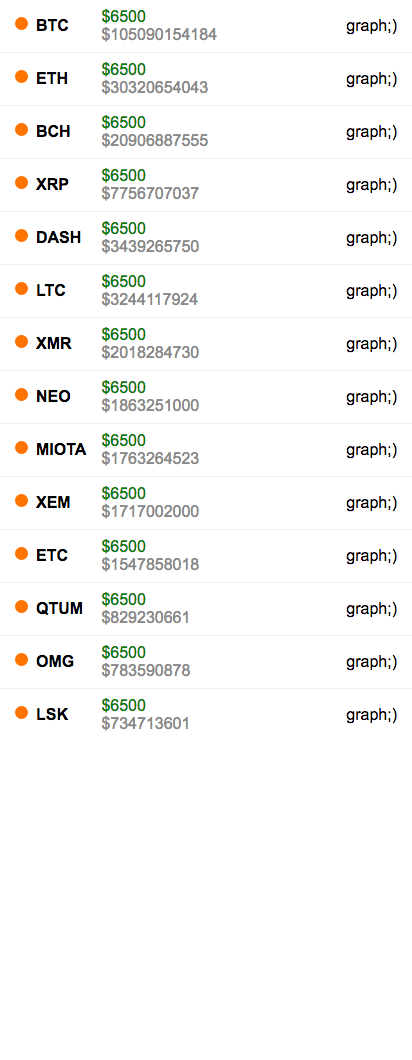 BTC $6500 graph;)
$105090154184
ETH $6500 graph;)
$30320654043
BCH $6500 graph;)
$20906887555
XRP $6500 graph;)
$7756707037
DASH $6500 graph;)
$3439265750
LTC $6500 graph;)
$3244117924
XMR $6500 graph;)
$2018284730
NEO $6500 graph;)
$1863251000
MIOTA $6500 graph;)
$1763264523
XEM $6500 graph;)
$1717002000
ETC $6500 graph;)
$1547858018
QTUM $6500 graph;)
$829230661
OMG $6500 graph;)
$783590878
LSK $6500 graph;)
$734713601